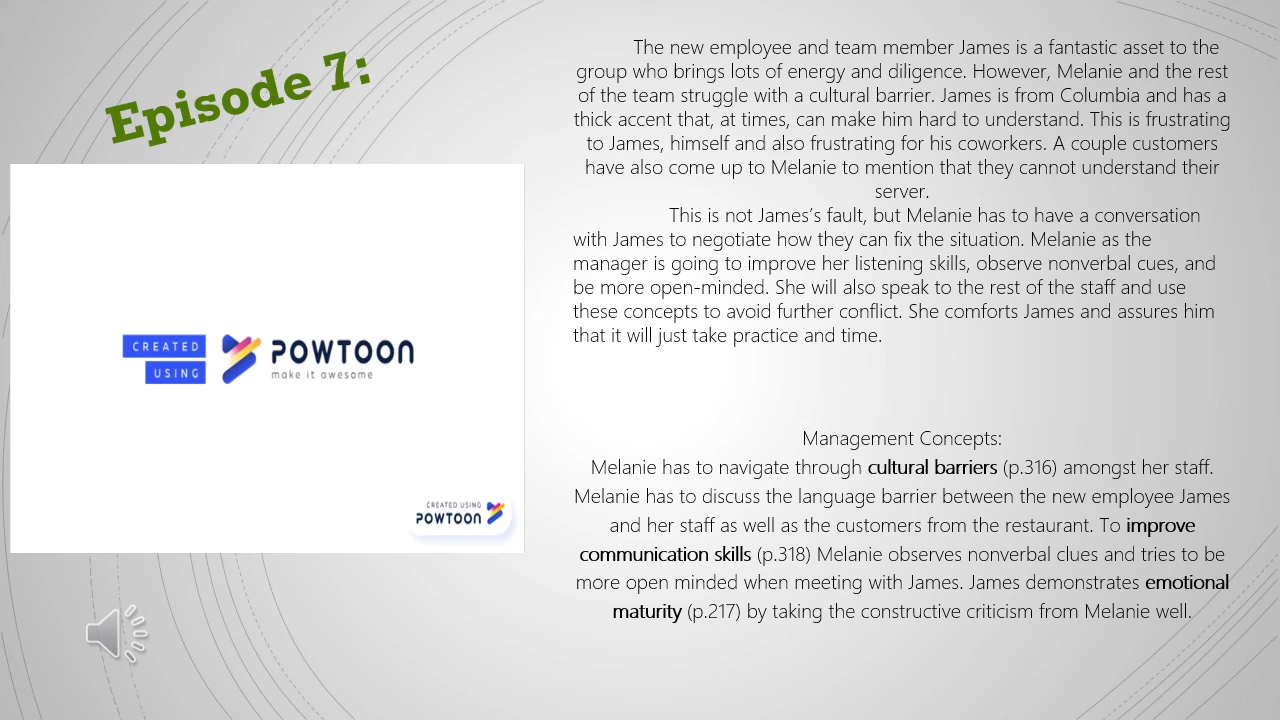 Episode 7:
The new employee and team member James is a fantastic asset to the
group who brings lots of energy and diligence. However, Melanie and the rest
of the team struggle with a cultural barrier. James is from Columbia and has a
thick accent that, at times, can make him hard to understand. This is frustrating
to James, himself and also frustrating for his coworkers. A couple customers
have also come up to Melanie to mention that they cannot understand their
server.
This is not James's fault, but Melanie has to have a conversation
with James to negotiate how they can fix the situation. Melanie as the
manager is going to improve her listening skills, observe nonverbal cues, and
be more open-minded. She will also speak to the rest of the staff and use
these concepts to avoid further conflict. She comforts James and assures him
that it will just take practice and time.
CREATED
USING
POWTOON
make it awesome
CREATED USING
POWTOON
Management Concepts:
Melanie has to navigate through cultural barriers (p.316) amongst her staff.
Melanie has to discuss the language barrier between the new employee James
and her staff as well as the customers from the restaurant. To improve
communication skills (p.318) Melanie observes nonverbal clues and tries to be
more open minded when meeting with James. James demonstrates emotional
maturity (p.217) by taking the constructive criticism from Melanie well.